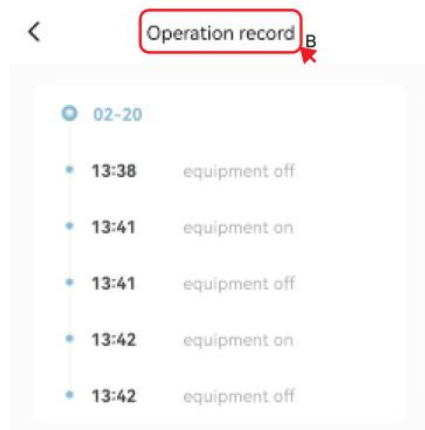 Operation record
B
02-20
13:38 equipment off
13:41 equipment on
13:41 equipment off
13:42 equipment on
13:42 equipment off